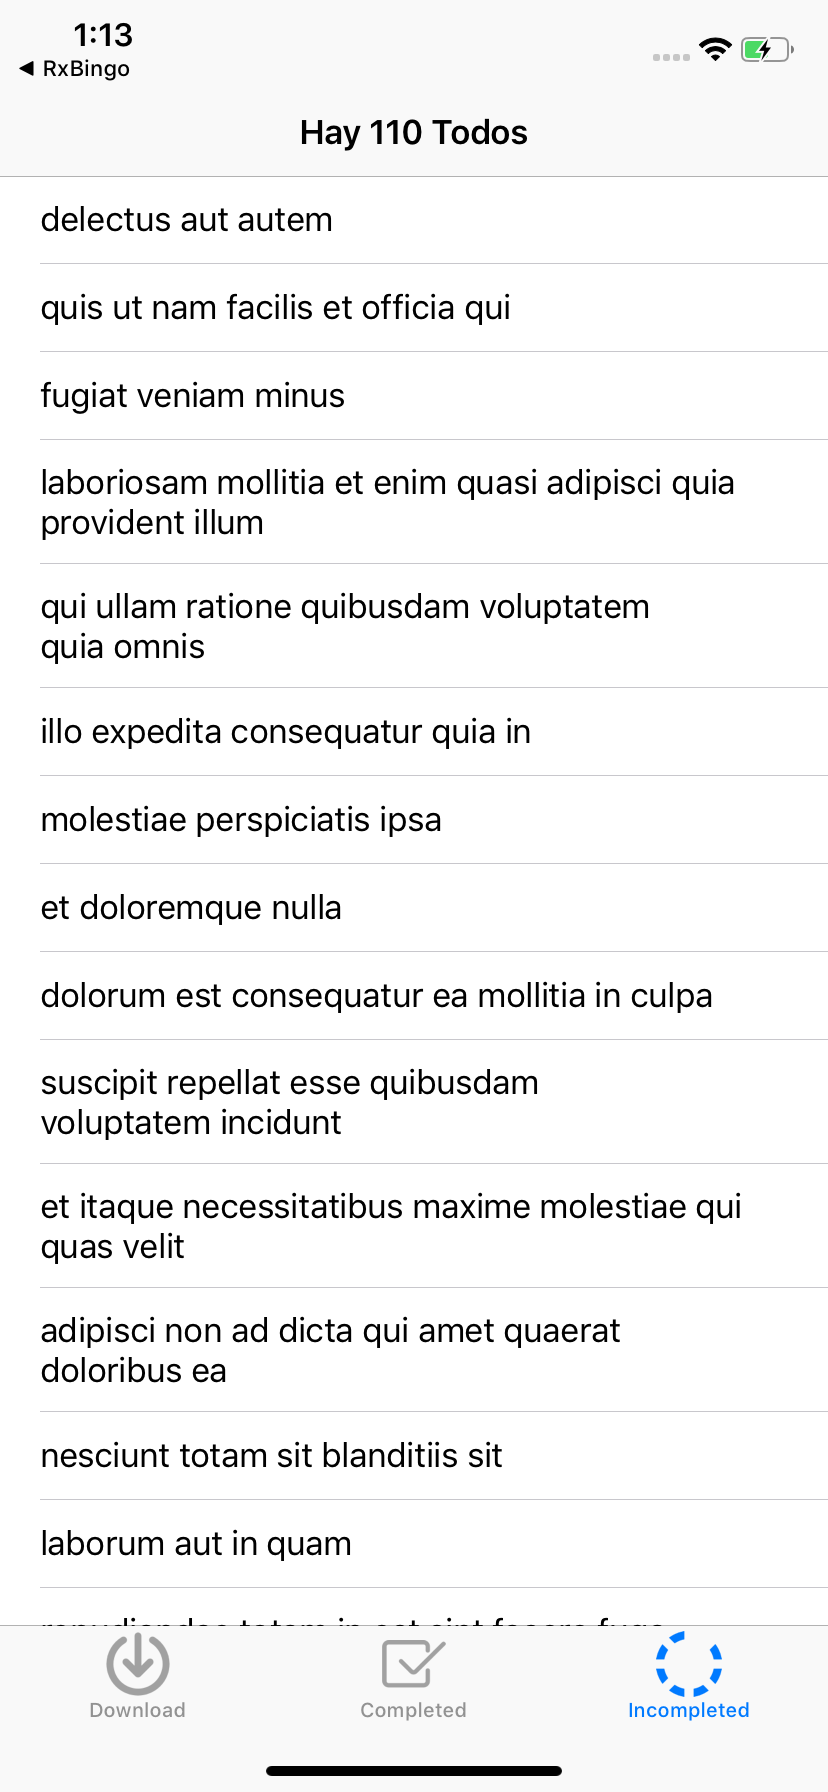 1:13
◀ RxBingo
Hay 110 Todos
delectus aut autem
quis ut nam facilis et officia qui
fugiat veniam minus
laboriosam mollitia et enim quasi adipisci quia
provident illum
qui ullam ratione quibusdam voluptatem
quia omnis
illo expedita consequatur quia in
molestiae perspiciatis ipsa
et doloremque nulla
dolorum est consequatur ea mollitia in culpa
suscipit repellat esse quibusdam
voluptatem incidunt
et itaque necessitatibus maxime molestiae qui
quas velit
adipisci non ad dicta qui amet quaerat
doloribus ea
nesciunt totam sit blanditiis sit
laborum aut in quam
Download
Completed
Incompleted